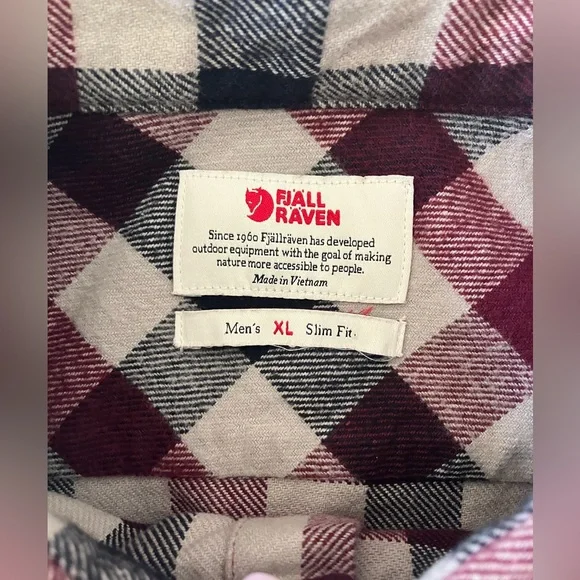 FJÄLL
RÄVEN
Since 1960 Fjällräven has developed
outdoor equipment with the goal of making
nature more accessible to people.
Made in Vietnam
Men's XL Slim Fit